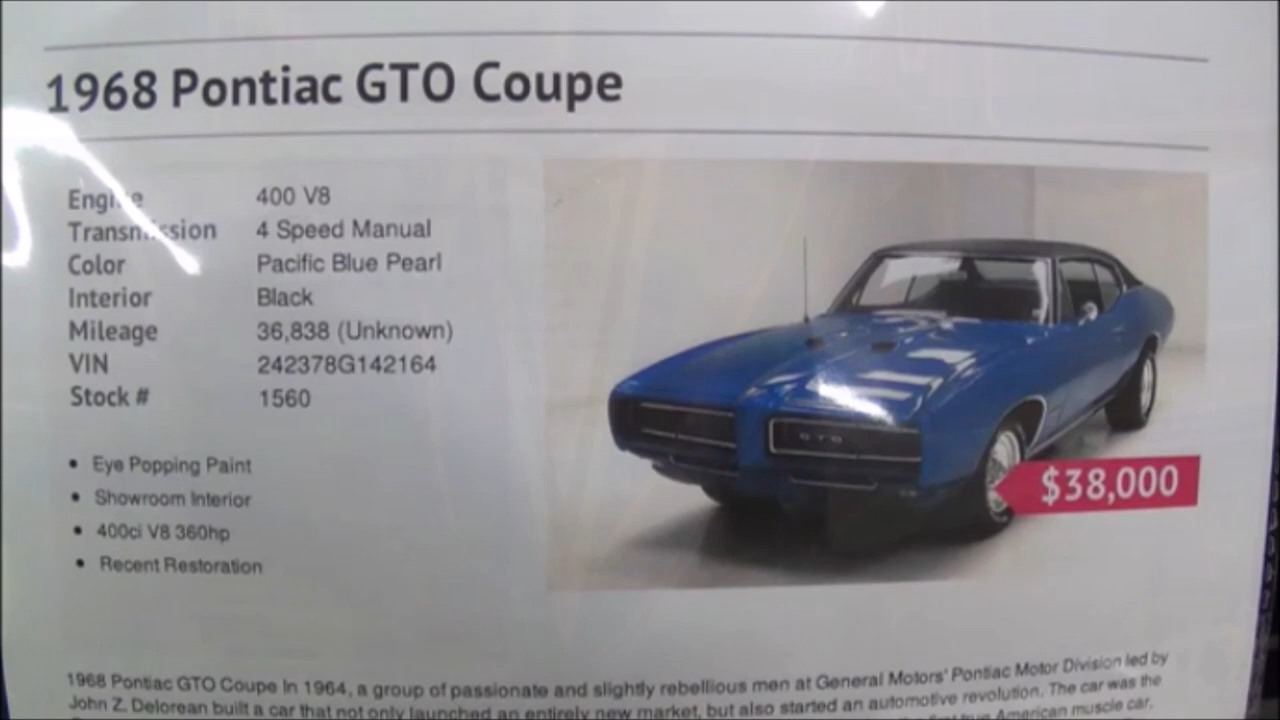 1968 Pontiac GTO Coupe
Engine 400 V8
Transmission 4 Speed Manual
Color Pacific Blue Pearl
Interior Black
Mileage 36,838 (Unknown)
VIN 242378G142164
Stock # 1560
• Eye Popping Paint
• Showroom Interior
• 400ci V8 360hp
• Recent Restoration
GTO
$38,000
1968 Pontiac GTO Coupe In 1964, a group of passionate and slightly rebellious men at General Motors' Pontiac Motor Division led by
John Z. Delorean built a car that not only launched an entirely new market, but also started an automotive revolution. The car was the
first true American muscle car.